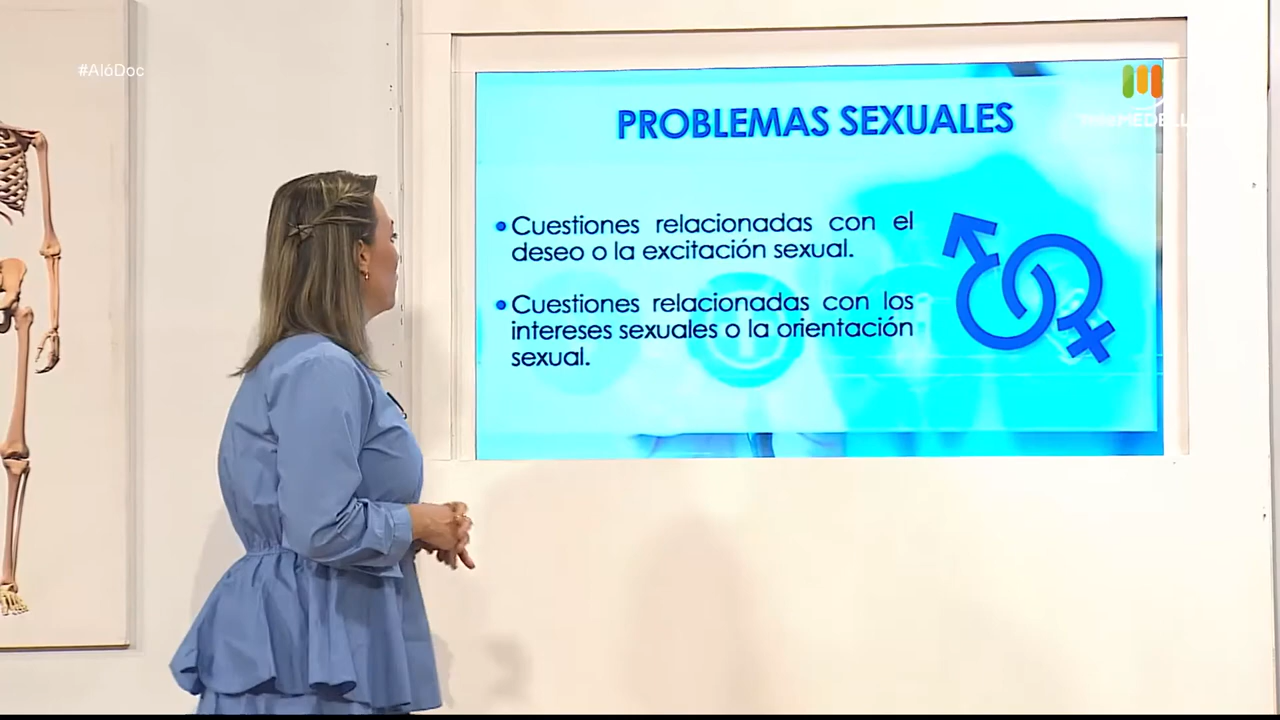 #AlóDoc
PROBLEMAS SEXUALES
• Cuestiones relacionadas con el
deseo o la excitación sexual.
• Cuestiones relacionadas con los
intereses sexuales o la orientación
sexual.